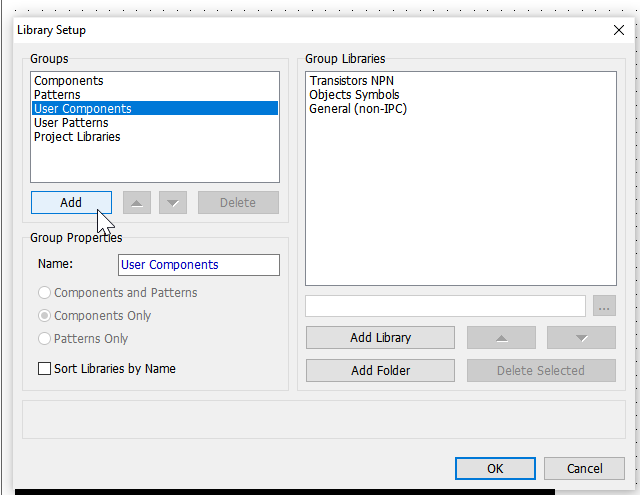 Library Setup
Groups
Components
Patterns
User Components
User Patterns
Project Libraries
Add
Delete
Group Properties
Name:
User Components
Components and Patterns
Components Only
Patterns Only
Sort Libraries by Name
Group Libraries
Transistors NPN
Objects Symbols
General (non-IPC)
...
Add Library
Add Folder
Delete Selected
OK
Cancel